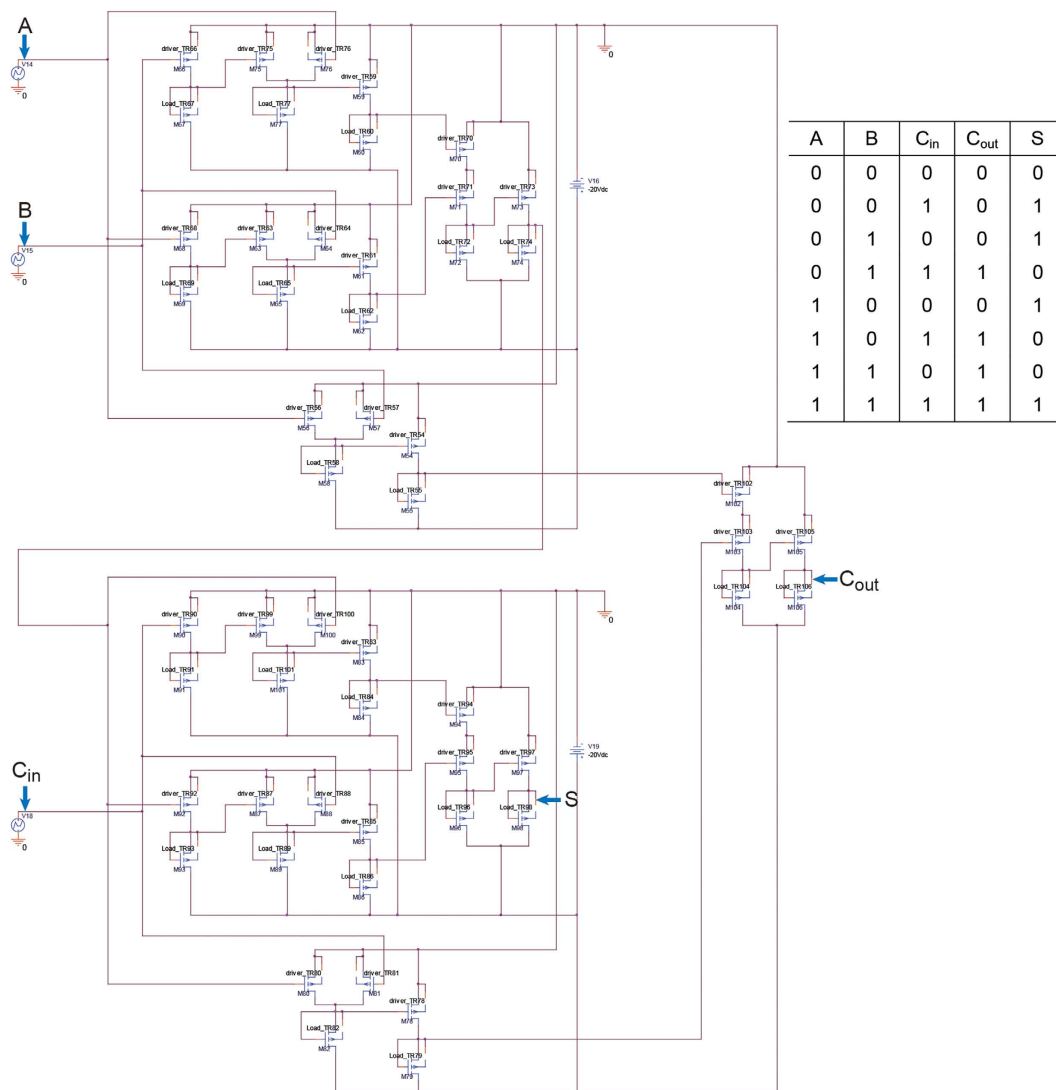 A
V14
0
driver_TR66
M66
driver_TR75
M75
driver_TR76
M76
driver_TR59
M59
Load_TR67
M67
Load_TR77
M77
Load_TR60
M60
driver_TR70
M70
Load_TR71
M71
driver_TR73
M73
Load_TR72
M72
Load_TR74
M74
0
V16
-20Vdc
B
V15
0
driver_TR68
M68
driver_TR63
M63
driver_TR64
M64
driver_TR61
M61
Load_TR69
M69
Load_TR65
M65
Load_TR62
M62
driver_TR56
M56
driver_TR57
M57
driver_TR54
M54
Load_TR58
M58
Load_TR55
M55
A B Cin Cout S
0 0 0 0 0
0 0 1 0 1
0 1 0 0 1
0 1 1 1 0
1 0 0 0 1
1 0 1 1 0
1 1 0 1 0
1 1 1 1 1
driver_TR102
M102
driver_TR103
M103
driver_TR105
M105
Load_TR104
M104
Load_TR106
M106
Cout
driver_TR90
M90
driver_TR99
M99
driver_TR100
M100
driver_TR83
M83
Load_TR91
M91
Load_TR101
M101
Load_TR84
M84
driver_TR94
M94
driver_TR95
M95
driver_TR97
M97
Load_TR96
M96
Load_TR98
M98
S
0
V19
-20Vdc
Cin
V18
0
driver_TR92
M92
driver_TR87
M87
driver_TR88
M88
driver_TR85
M85
Load_TR93
M93
Load_TR89
M89
Load_TR86
M86
driver_TR80
M80
driver_TR81
M81
driver_TR78
M78
Load_TR82
M82
Load_TR79
M79